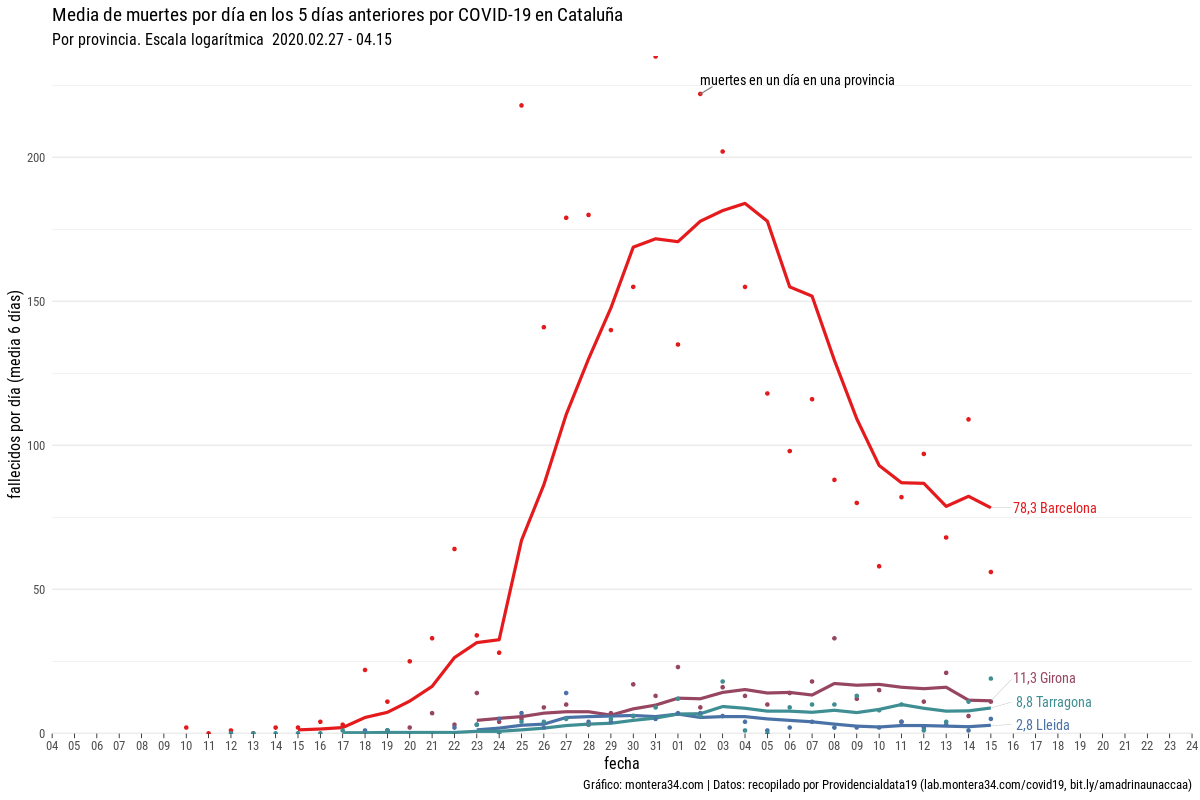 Media de muertes por día en los 5 días anteriores por COVID-19 en Cataluña
Por provincia. Escala logarítmica 2020.02.27 - 04.15
muertes en un día en una provincia
fallecidos por día (media 6 días)
200
150
100
50
0
78,3 Barcelona
11,3 Girona
8,8 Tarragona
2,8 Lleida
04 05 06 07 08 09 10 11 12 13 14 15 16 17 18 19 20 21 22 23 24 25 26 27 28 29 30 31 01 02 03 04 05 06 07 08 09 10 11 12 13 14 15 16 17 18 19 20 21 22 23 24
fecha
Gráfico: montera34.com | Datos: recopilado por Providencialdata19 (lab.montera34.com/covid19, bit.ly/amadrinaunaccaa)